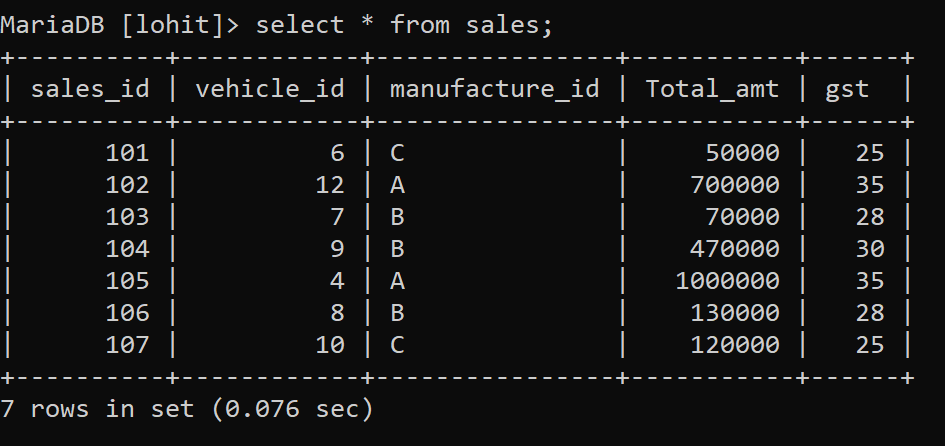 MariaDB [lohit]> select * from sales;
+----------+------------+----------------+-----------+------+
| sales_id | vehicle_id | manufacture_id | Total_amt | gst  |
+----------+------------+----------------+-----------+------+
|      101 |          6 | C              |     50000 |   25 |
|      102 |         12 | A              |    700000 |   35 |
|      103 |          7 | B              |     70000 |   28 |
|      104 |          9 | B              |    470000 |   30 |
|      105 |          4 | A              |   1000000 |   35 |
|      106 |          8 | B              |    130000 |   28 |
|      107 |         10 | C              |    120000 |   25 |
+----------+------------+----------------+-----------+------+
7 rows in set (0.076 sec)